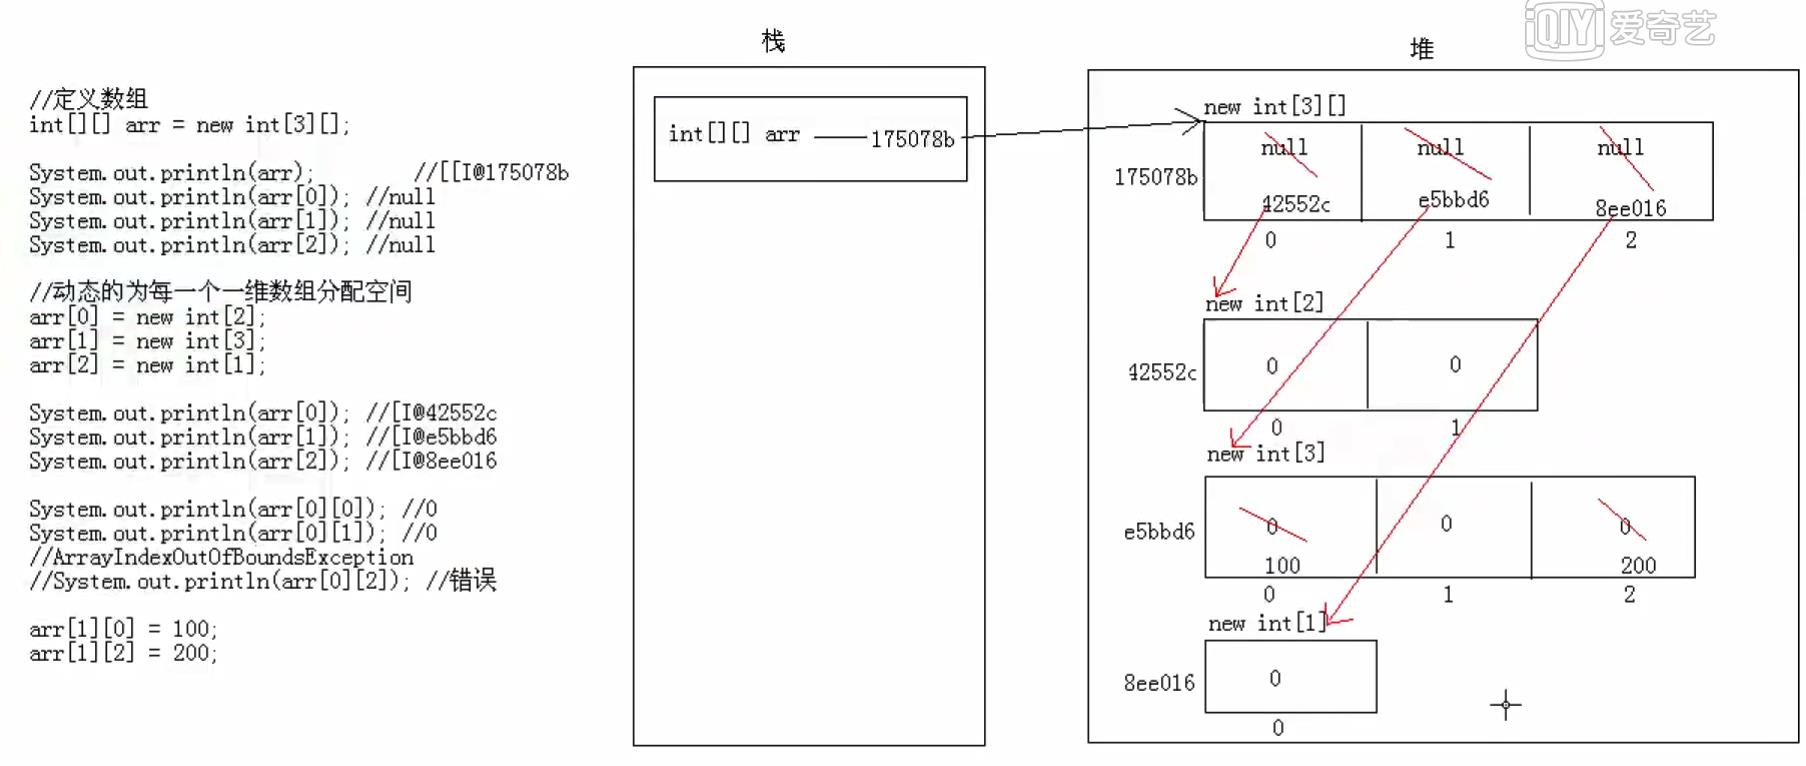 //定义数组
int[][] arr = new int[3][];
System.out.println(arr); //[[I@175078b
System.out.println(arr[0]); //null
System.out.println(arr[1]); //null
System.out.println(arr[2]); //null
//动态的为每一个一维数组分配空间
arr[0] = new int[2];
arr[1] = new int[3];
arr[2] = new int[1];
System.out.println(arr[0]); //[I@42552c
System.out.println(arr[1]); //[I@e5bbd6
System.out.println(arr[2]); //[I@8ee016
System.out.println(arr[0][0]); //0
System.out.println(arr[0][1]); //0
//ArrayIndexOutOfBoundsException
//System.out.println(arr[0][2]); //错误
arr[1][0] = 100;
arr[1][2] = 200;
栈
int[][] arr 175078b
堆
QIY 爱奇艺
new int[3][]
null null null
175078b
42552c e5bbd6 8ee016
0 1 2
new int[2]
42552c 0 0
0 1
new int[3]
e5bbd6 0 0 0
100 200
0 1 2
new int[1]
8ee016 0
0